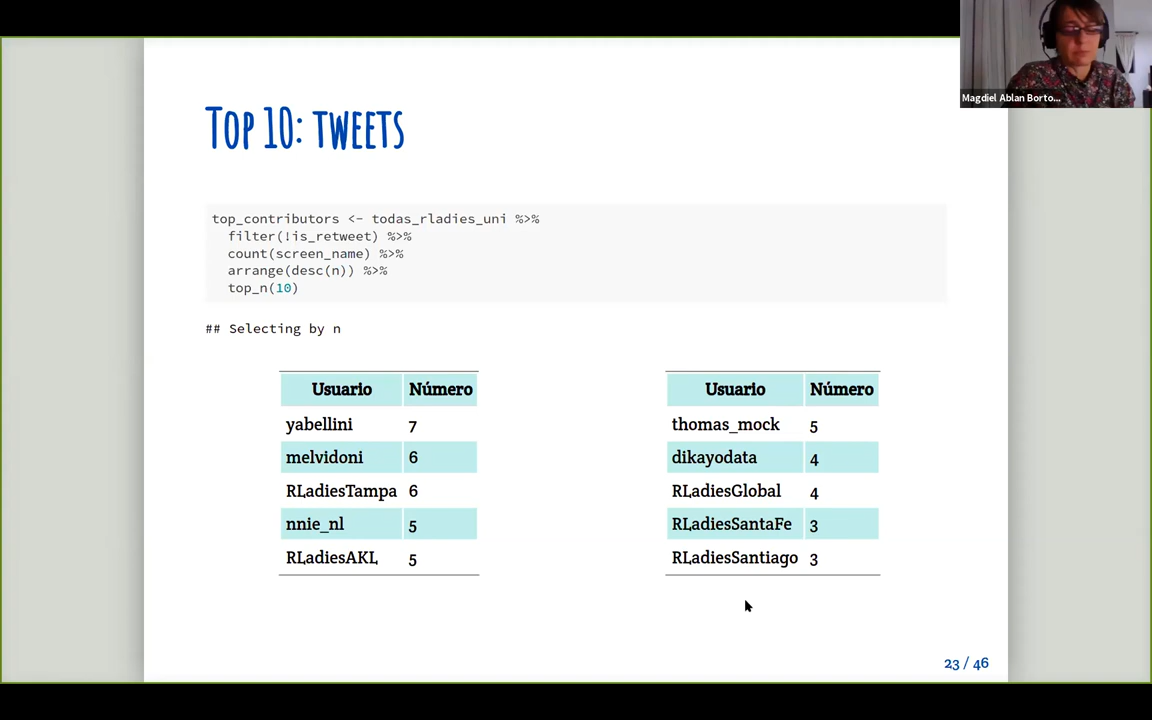 Magdiel Ablan Borto...
Top 10: tweets
top_contributors <- todas_rladies_uni %>%
filter(!is_retweet) %>%
count(screen_name) %>%
arrange(desc(n)) %>%
top_n(10)
## Selecting by n
Usuario Número
yabellini 7
melvidoni 6
RLadiesTampa 6
nnie_nl 5
RLadiesAKL 5
Usuario Número
thomas_mock 5
dikayodata 4
RLadiesGlobal 4
RLadiesSantaFe 3
RLadiesSantiago 3
23 / 46